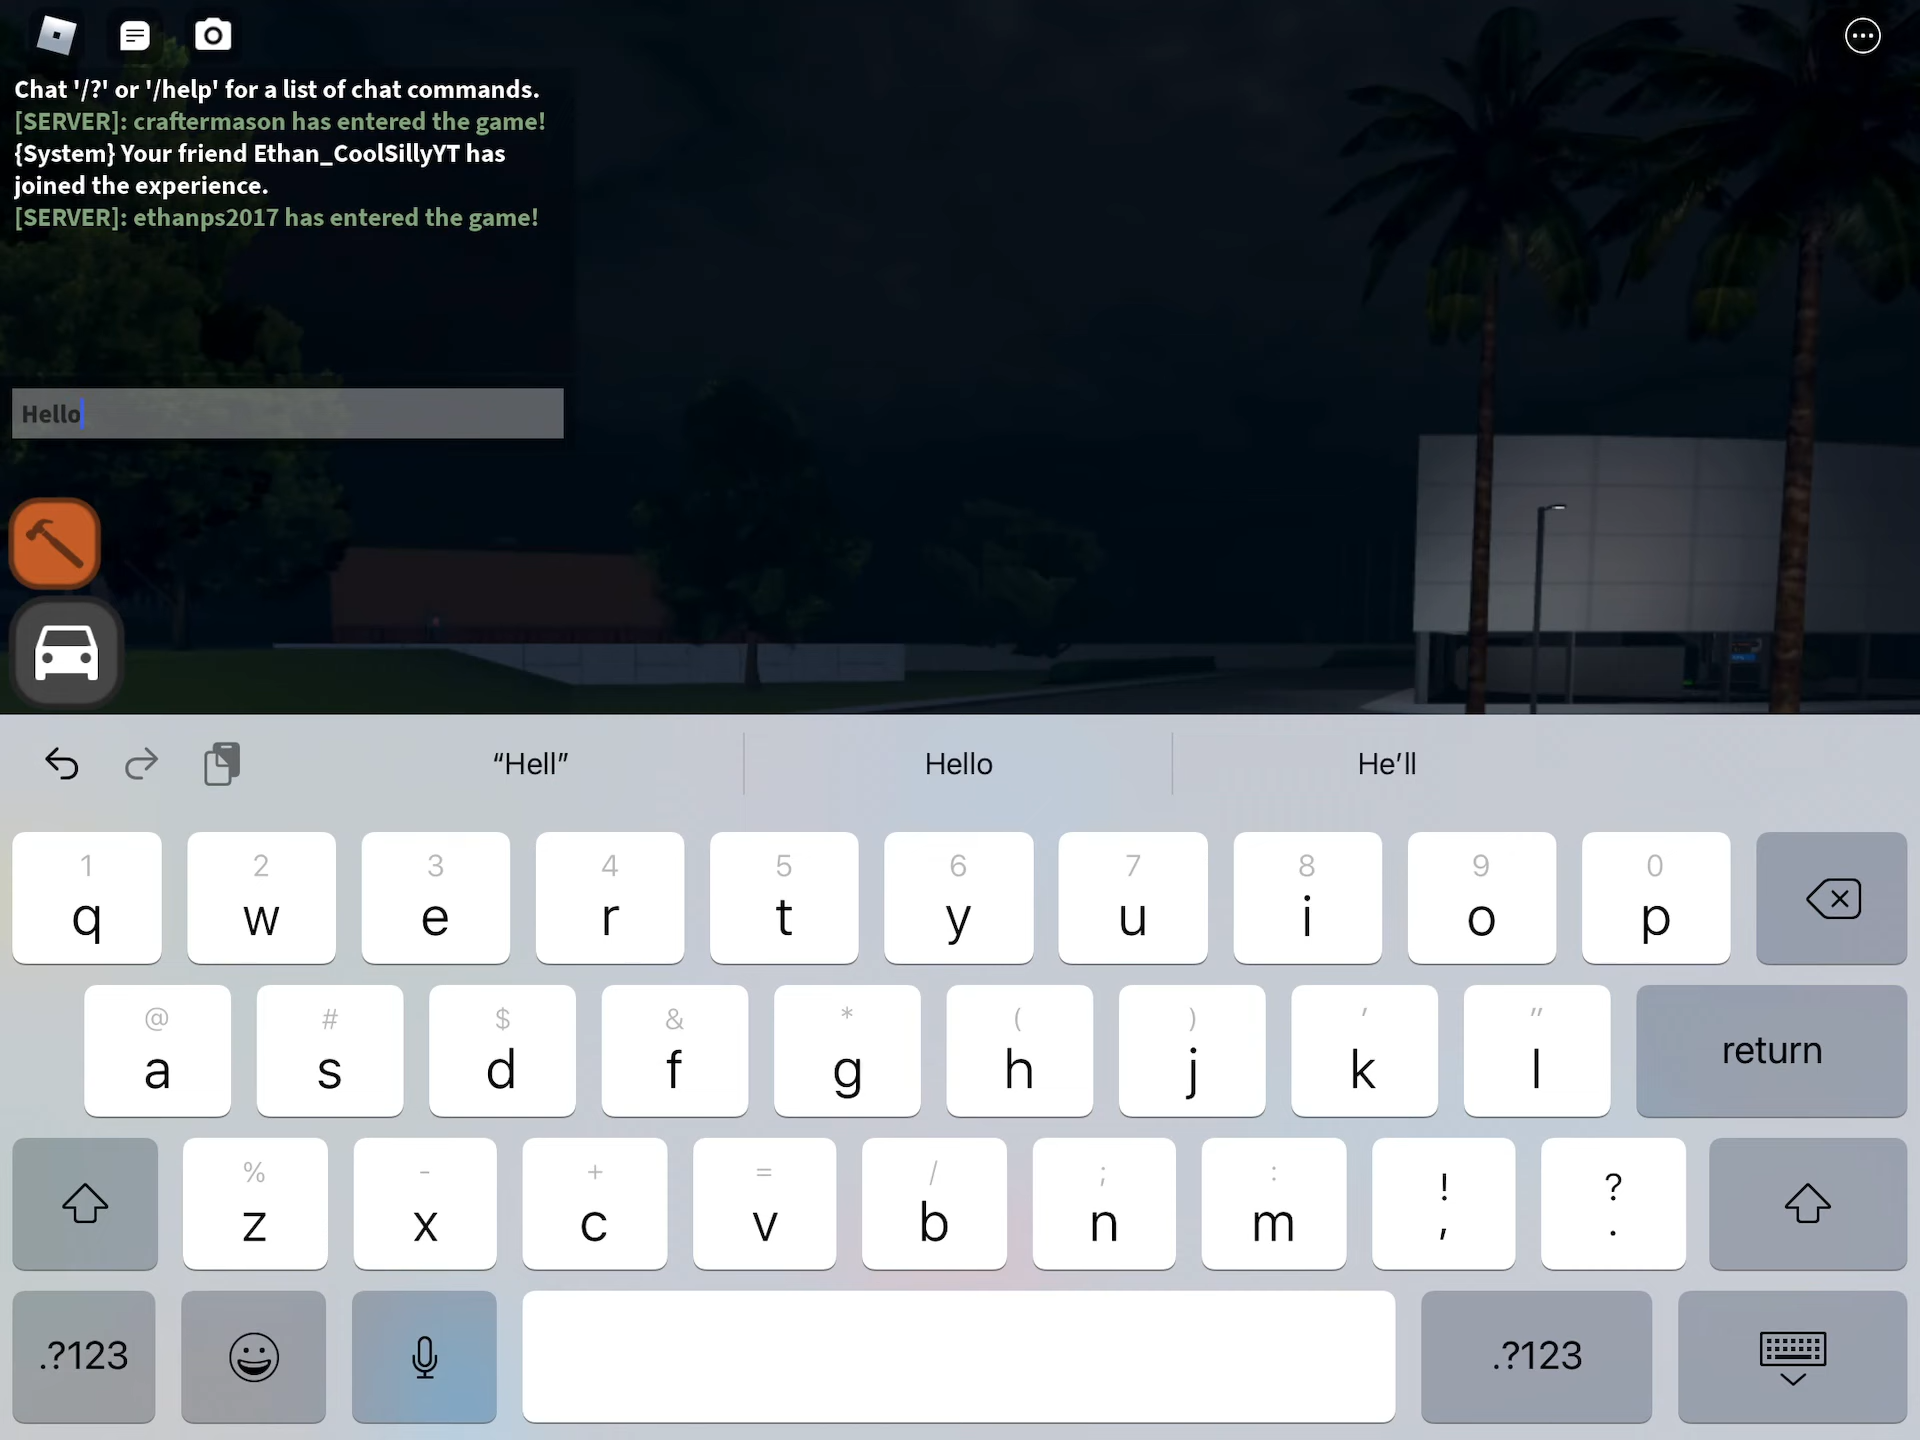 Chat '/?' or '/help' for a list of chat commands.
[SERVER]: craftermason has entered the game!
{System} Your friend Ethan_CoolSillyYT has
joined the experience.
[SERVER]: ethanps2017 has entered the game!
Hello
“Hell” Hello He’ll
1 2 3 4 5 6 7 8 9 0
q w e r t y u i o p
@ # $ & * ( ) ' "
a s d f g h j k l return
% - + = / ; : ! ?
z x c v b n m , .
.?123 .?123